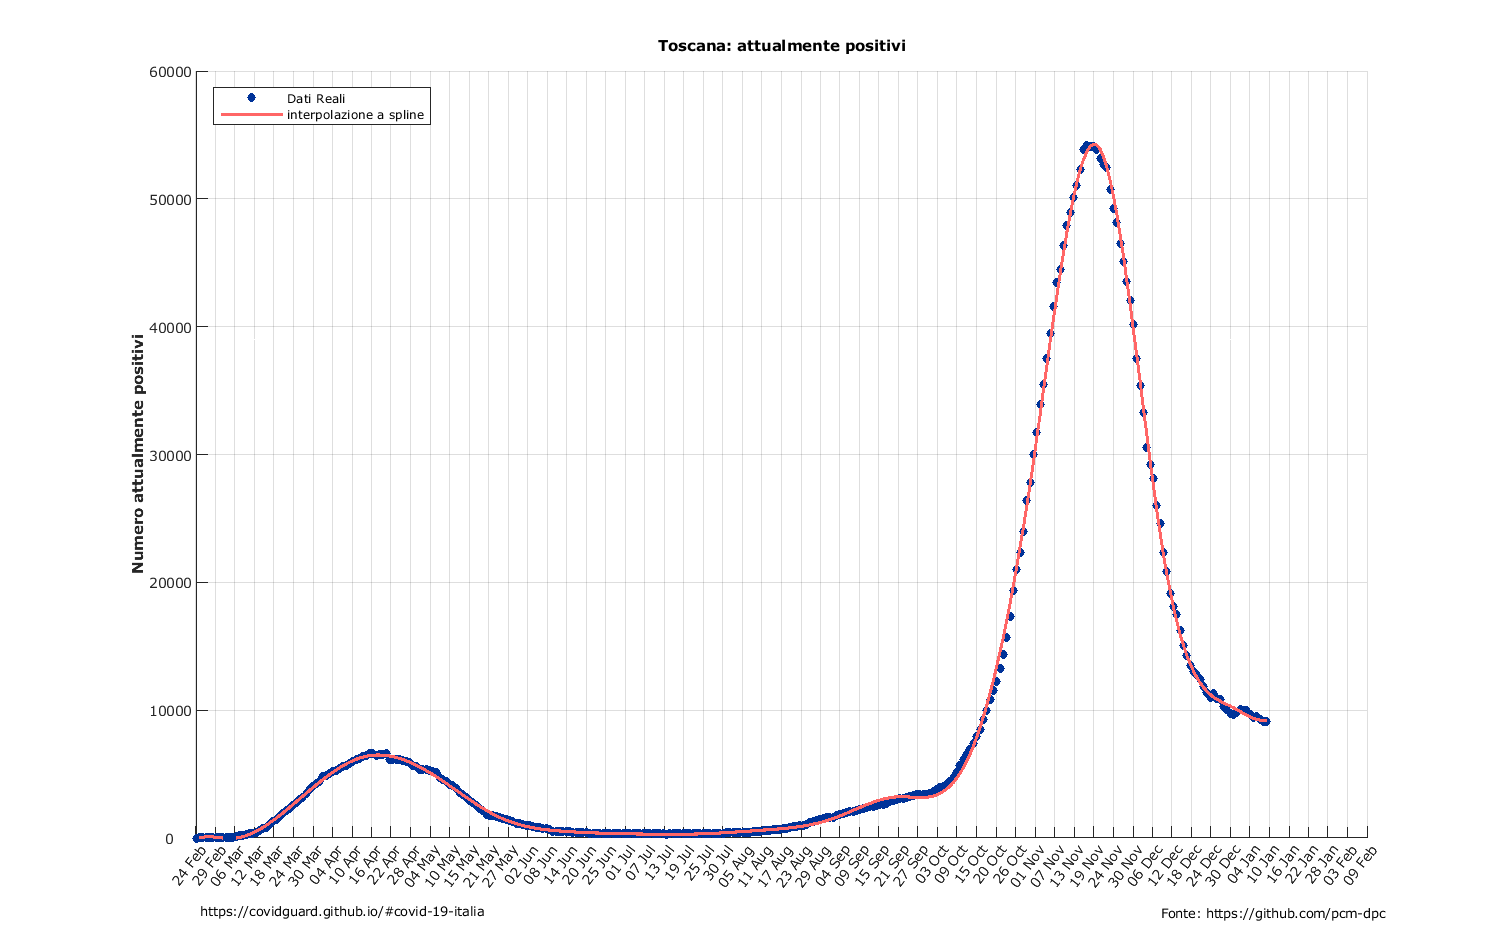 Toscana: attualmente positivi
60000
50000
40000
30000
20000
10000
0
Dati Reali
interpolazione a spline
Numero attualmente positivi
24 Feb
29 Feb
06 Mar
12 Mar
18 Mar
24 Mar
30 Mar
04 Apr
10 Apr
16 Apr
22 Apr
28 Apr
04 May
10 May
15 May
21 May
27 May
02 Jun
08 Jun
14 Jun
20 Jun
25 Jun
01 Jul
07 Jul
13 Jul
19 Jul
25 Jul
30 Jul
05 Aug
11 Aug
17 Aug
23 Aug
29 Aug
04 Sep
09 Sep
15 Sep
21 Sep
27 Sep
03 Oct
09 Oct
15 Oct
20 Oct
26 Oct
01 Nov
07 Nov
13 Nov
19 Nov
24 Nov
30 Nov
06 Dec
12 Dec
18 Dec
24 Dec
30 Dec
04 Jan
10 Jan
16 Jan
22 Jan
28 Jan
03 Feb
09 Feb
https://covidguard.github.io/#covid-19-italia
Fonte: https://github.com/pcm-dpc